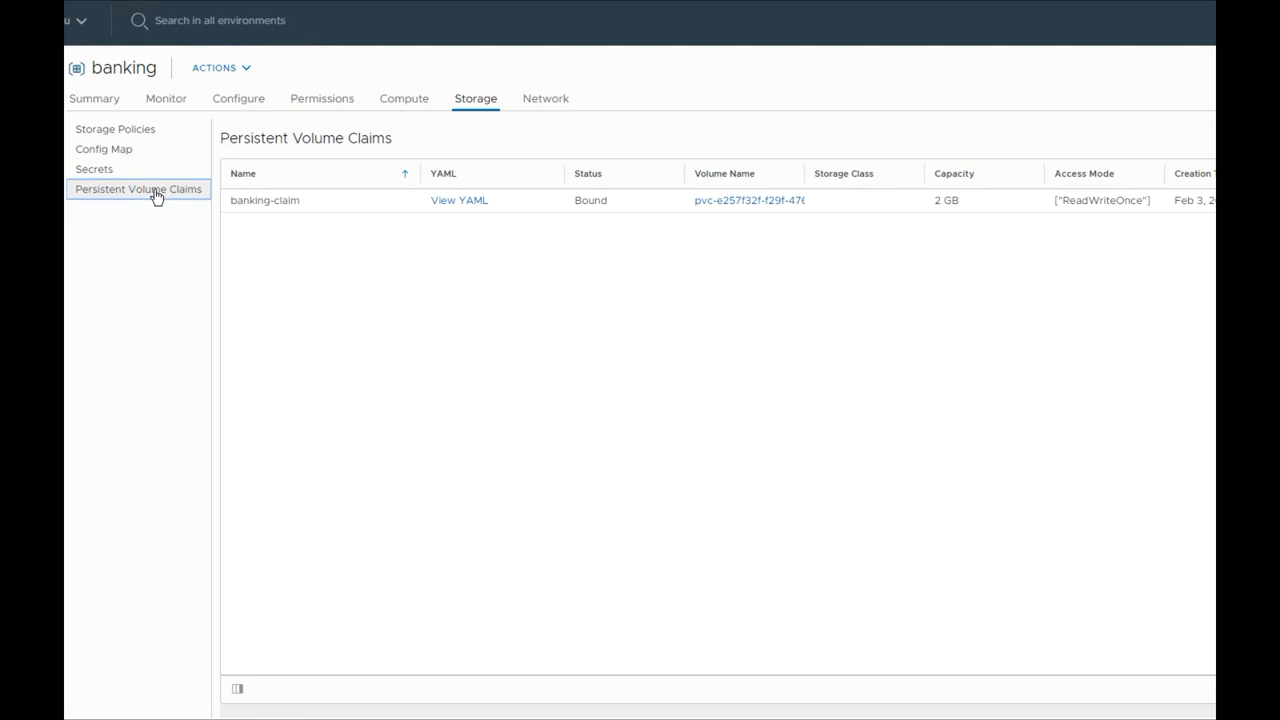 u
Search in all environments
banking ACTIONS
Summary Monitor Configure Permissions Compute Storage Network
Storage Policies
Config Map
Secrets
Persistent Volume Claims
Persistent Volume Claims
Name YAML Status Volume Name Storage Class Capacity Access Mode Creation
banking-claim View YAML Bound pvc-e257f32f-f29f-476 2 GB ["ReadWriteOnce"] Feb 3,